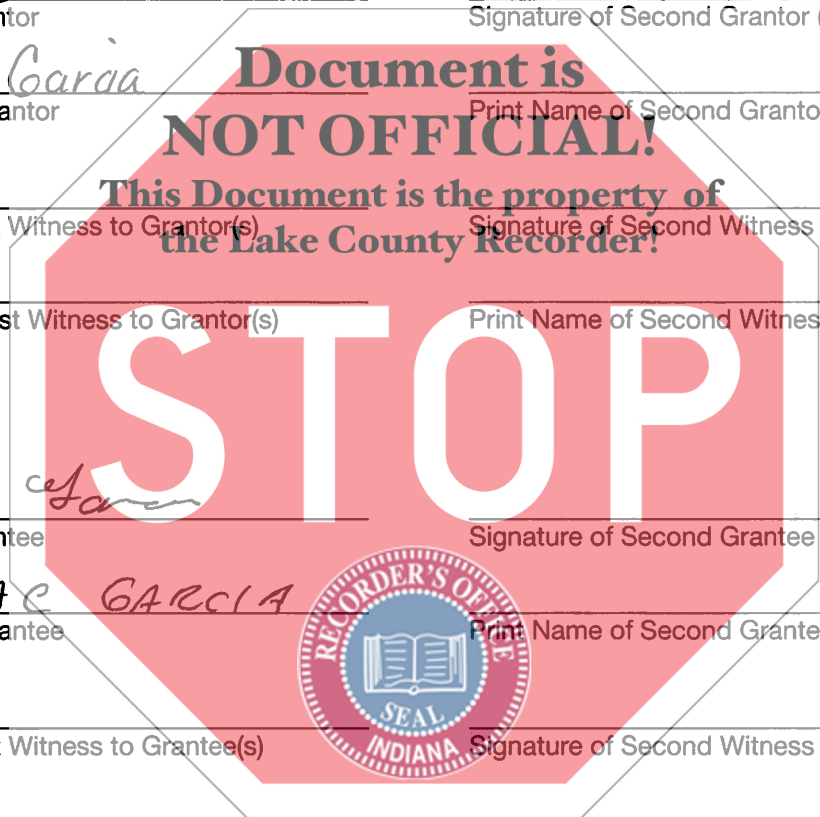 ntor
Signature of Second Grantor (
Garcia
Document is
antor
Print Name of Second Granto
NOT OFFICIAL!
This Document is the property of
Witness to Grantor(s)
Signature of Second Witness
the Lake County Recorder!
st Witness to Grantor(s)
Print Name of Second Witnes
STOP
ntee
Signature of Second Grantee
C GARCIA
antee
Print Name of Second Grante
RECORDER'S OFFICE
SEAL
INDIANA
Witness to Grantee(s)
Signature of Second Witness